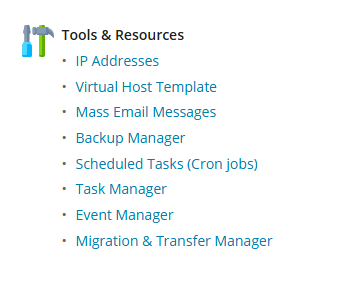 Tools & Resources
• IP Addresses
• Virtual Host Template
• Mass Email Messages
• Backup Manager
• Scheduled Tasks (Cron jobs)
• Task Manager
• Event Manager
• Migration & Transfer Manager